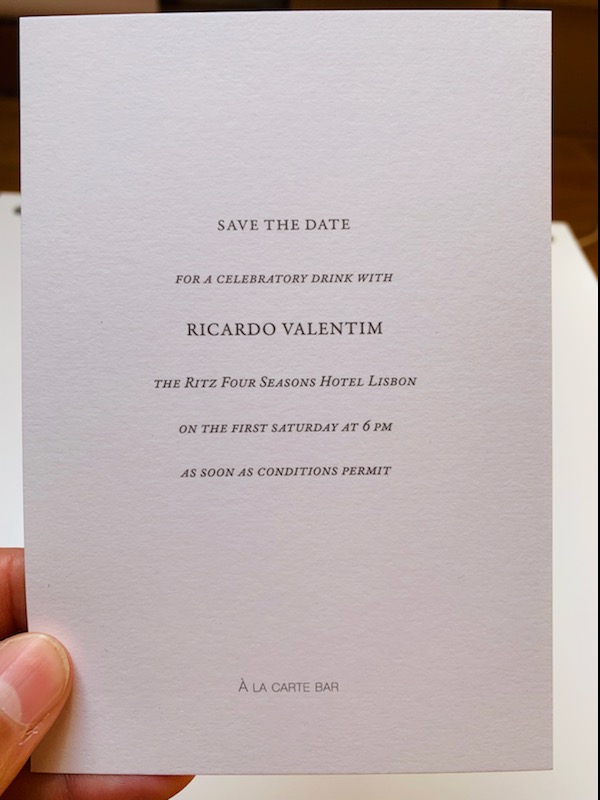 SAVE THE DATE
FOR A CELEBRATORY DRINK WITH
RICARDO VALENTIM
THE RITZ FOUR SEASONS HOTEL LISBON
ON THE FIRST SATURDAY AT 6 PM
AS SOON AS CONDITIONS PERMIT
À LA CARTE BAR